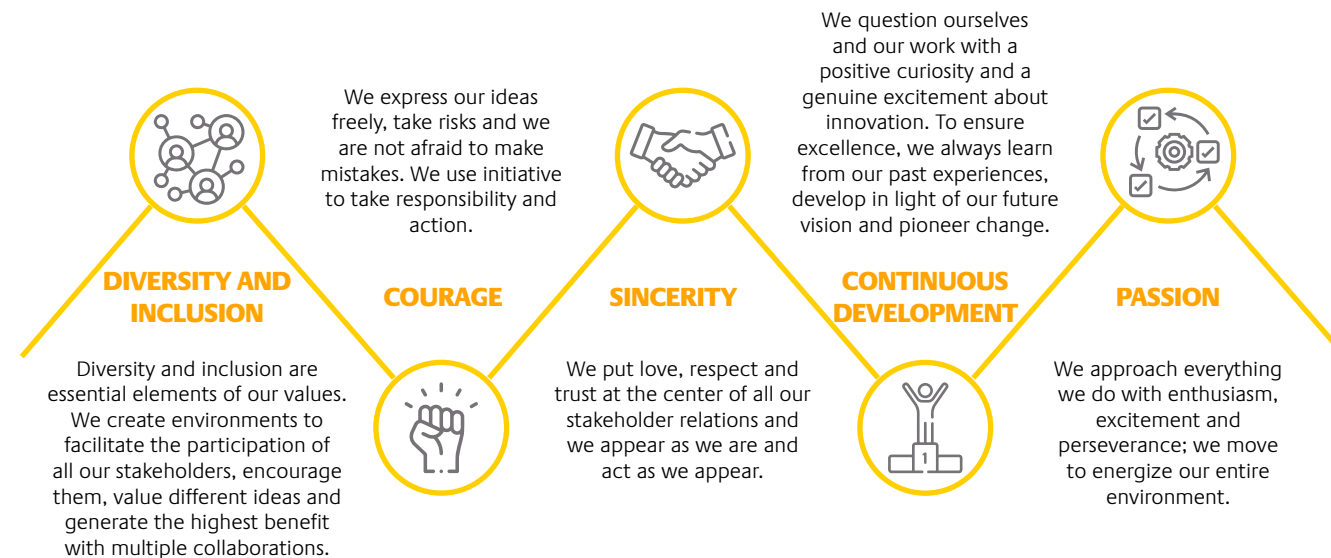 DIVERSITY AND
INCLUSION
Diversity and inclusion are
essential elements of our values.
We create environments to
facilitate the participation of
all our stakeholders, encourage
them, value different ideas and
generate the highest benefit
with multiple collaborations.
We express our ideas
freely, take risks and we
are not afraid to make
mistakes. We use initiative
to take responsibility and
action.
COURAGE
SINCERITY
We put love, respect and
trust at the center of all our
stakeholder relations and
we appear as we are and
act as we appear.
We question ourselves
and our work with a
positive curiosity and a
genuine excitement about
innovation. To ensure
excellence, we always learn
from our past experiences,
develop in light of our future
vision and pioneer change.
CONTINUOUS
DEVELOPMENT
1
PASSION
We approach everything
we do with enthusiasm,
excitement and
perseverance; we move
to energize our entire
environment.